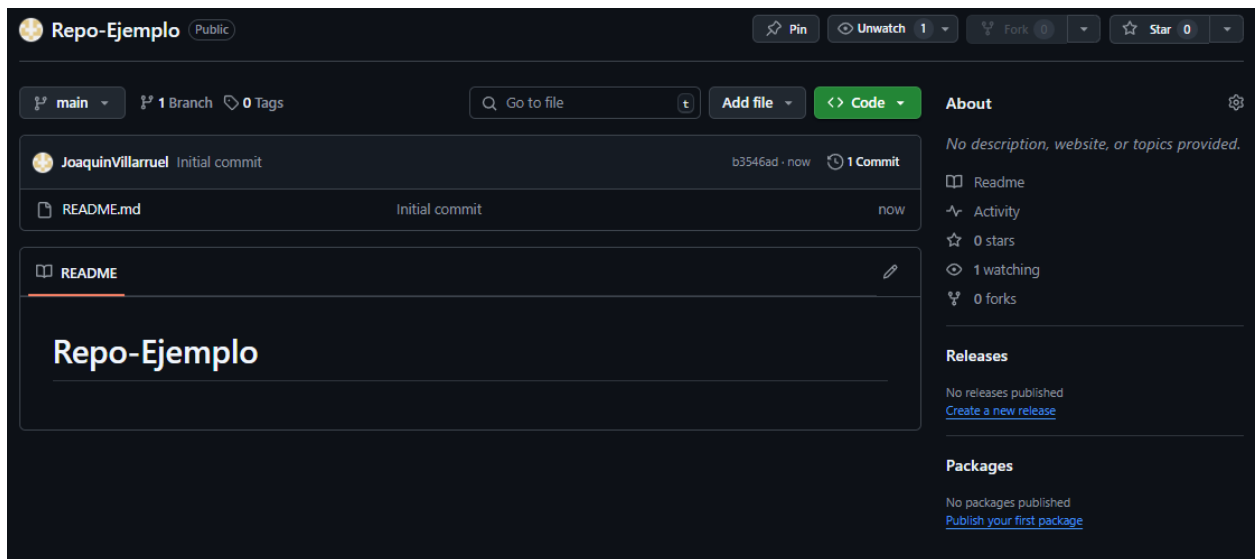 Repo-Ejemplo Public
Pin
Unwatch 1
Fork 0
Star 0
main
1 Branch
0 Tags
Go to file
t
Add file
<> Code
JoaquinVillarruel Initial commit
b3546ad · now
1 Commit
README.md
Initial commit
now
README
Repo-Ejemplo
About
No description, website, or topics provided.
Readme
Activity
0 stars
1 watching
0 forks
Releases
No releases published
Create a new release
Packages
No packages published
Publish your first package